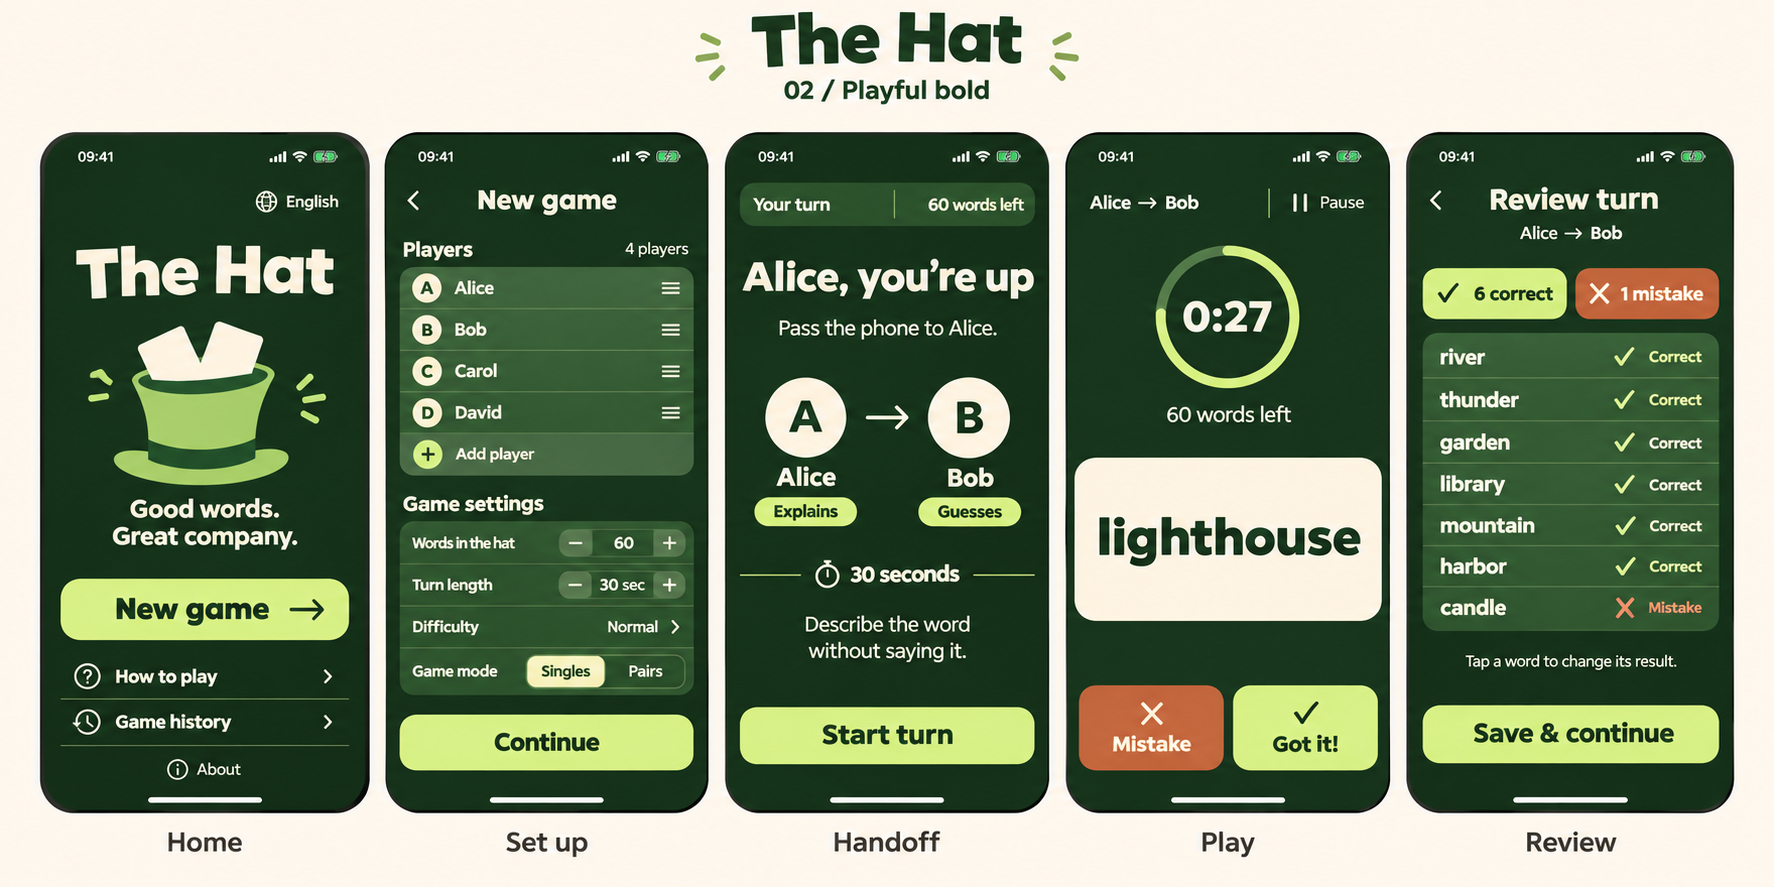 The Hat
02 / Playful bold
09:41
English
The Hat
Good words.
Great company.
New game
How to play
Game history
About
Home
09:41
New game
Players 4 players
A Alice
B Bob
C Carol
D David
Add player
Game settings
Words in the hat − 60 +
Turn length − 30 sec +
Difficulty Normal
Game mode Singles Pairs
Continue
Set up
09:41
Your turn 60 words left
Alice, you're up
Pass the phone to Alice.
A → B
Alice Bob
Explains Guesses
30 seconds
Describe the word
without saying it.
Start turn
Handoff
09:41
Alice → Bob Pause
0:27
60 words left
lighthouse
Mistake Got it!
Play
09:41
Review turn
Alice → Bob
6 correct 1 mistake
river Correct
thunder Correct
garden Correct
library Correct
mountain Correct
harbor Correct
candle Mistake
Tap a word to change its result.
Save & continue
Review